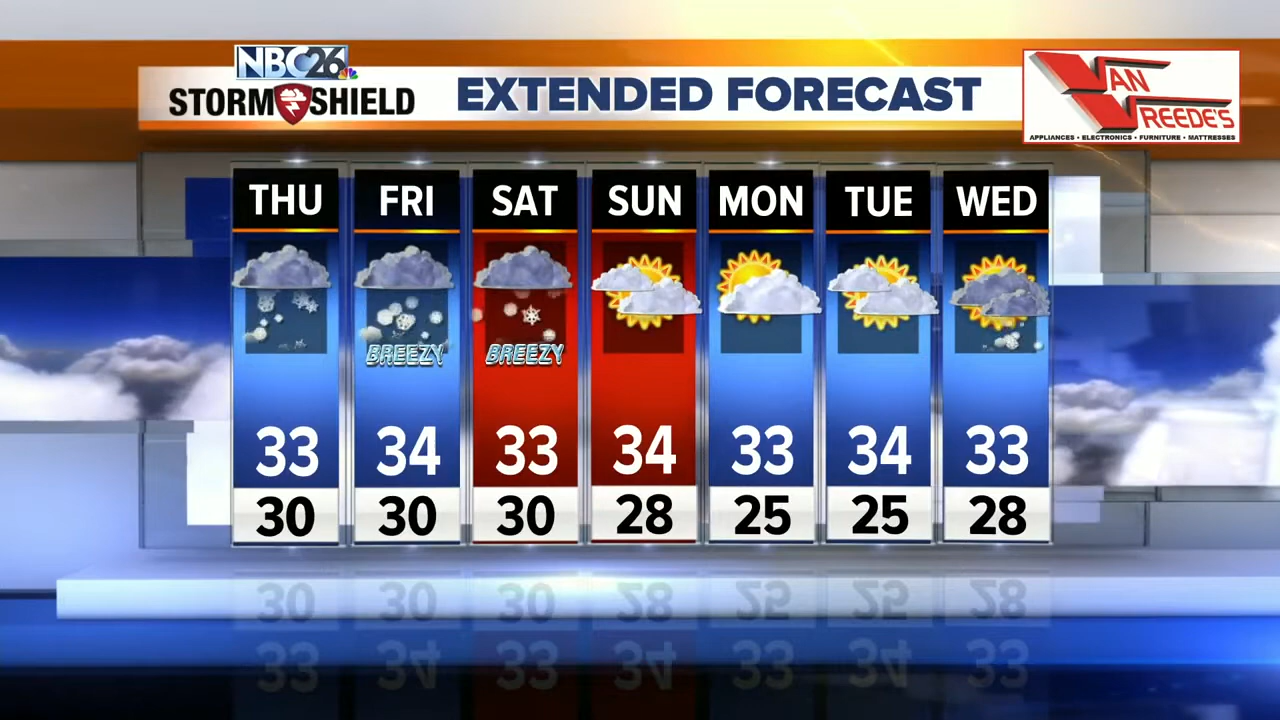 NBC26
STORM SHIELD
EXTENDED FORECAST
VAN VREEDE'S
APPLIANCES • ELECTRONICS • FURNITURE • MATTRESSES
THU FRI SAT SUN MON TUE WED
BREEZY BREEZY
33 34 33 34 33 34 33
30 30 30 28 25 25 28